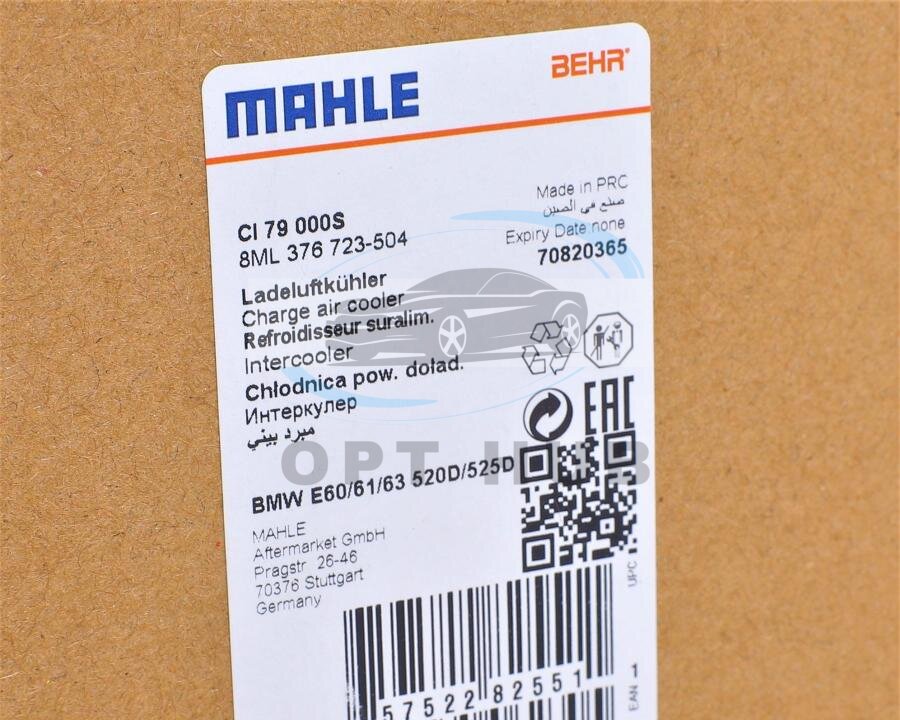 MAHLE
BEHR®
Made in PRC
صنع في الصين
Expiry Date:none
70820365
CI 79 000S
8ML 376 723-504
Ladeluftkühler
Charge air cooler
Refroidisseur suralim.
Intercooler
Chłodnica pow. doład.
Интеркулер
مبرد بيني
EAC
OPT HUB
BMW E60/61/63 520D/525D
MAHLE
Aftermarket GmbH
Pragstr. 26-46
70376 Stuttgart
Germany
UPC
57522 82551
EAN 1